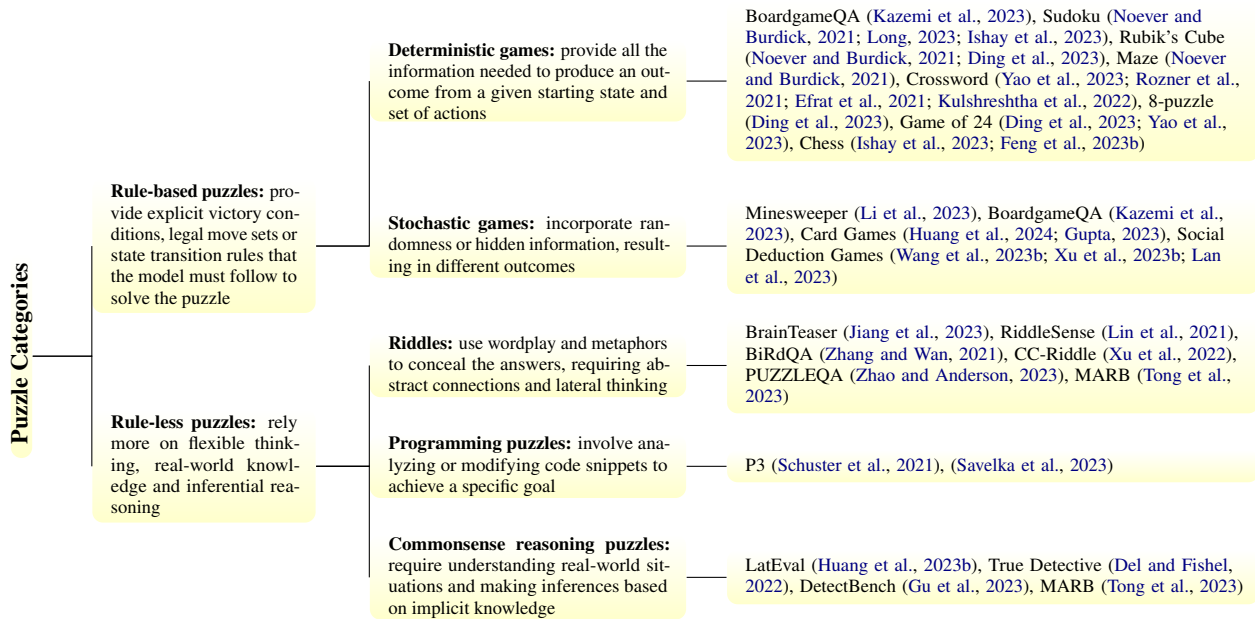 Puzzle Categories
Rule-based puzzles: pro-
vide explicit victory con-
ditions, legal move sets or
state transition rules that
the model must follow to
solve the puzzle
Deterministic games: provide all the
information needed to produce an out-
come from a given starting state and
set of actions
BoardgameQA (Kazemi et al., 2023), Sudoku (Noever and
Burdick, 2021; Long, 2023; Ishay et al., 2023), Rubik's Cube
(Noever and Burdick, 2021; Ding et al., 2023), Maze (Noever
and Burdick, 2021), Crossword (Yao et al., 2023; Rozner et al.,
2021; Efrat et al., 2021; Kulshreshtha et al., 2022), 8-puzzle
(Ding et al., 2023), Game of 24 (Ding et al., 2023; Yao et al.,
2023), Chess (Ishay et al., 2023; Feng et al., 2023b)
Stochastic games: incorporate ran-
domness or hidden information, result-
ing in different outcomes
Minesweeper (Li et al., 2023), BoardgameQA (Kazemi et al.,
2023), Card Games (Huang et al., 2024; Gupta, 2023), Social
Deduction Games (Wang et al., 2023b; Xu et al., 2023b; Lan
et al., 2023)
Rule-less puzzles: rely
more on flexible think-
ing, real-world knowl-
edge and inferential rea-
soning
Riddles: use wordplay and metaphors
to conceal the answers, requiring ab-
stract connections and lateral thinking
BrainTeaser (Jiang et al., 2023), RiddleSense (Lin et al., 2021),
BiRdQA (Zhang and Wan, 2021), CC-Riddle (Xu et al., 2022),
PUZZLEQA (Zhao and Anderson, 2023), MARB (Tong et al.,
2023)
Programming puzzles: involve ana-
lyzing or modifying code snippets to
achieve a specific goal
P3 (Schuster et al., 2021), (Savelka et al., 2023)
Commonsense reasoning puzzles:
require understanding real-world sit-
uations and making inferences based
on implicit knowledge
LatEval (Huang et al., 2023b), True Detective (Del and Fishel,
2022), DetectBench (Gu et al., 2023), MARB (Tong et al., 2023)